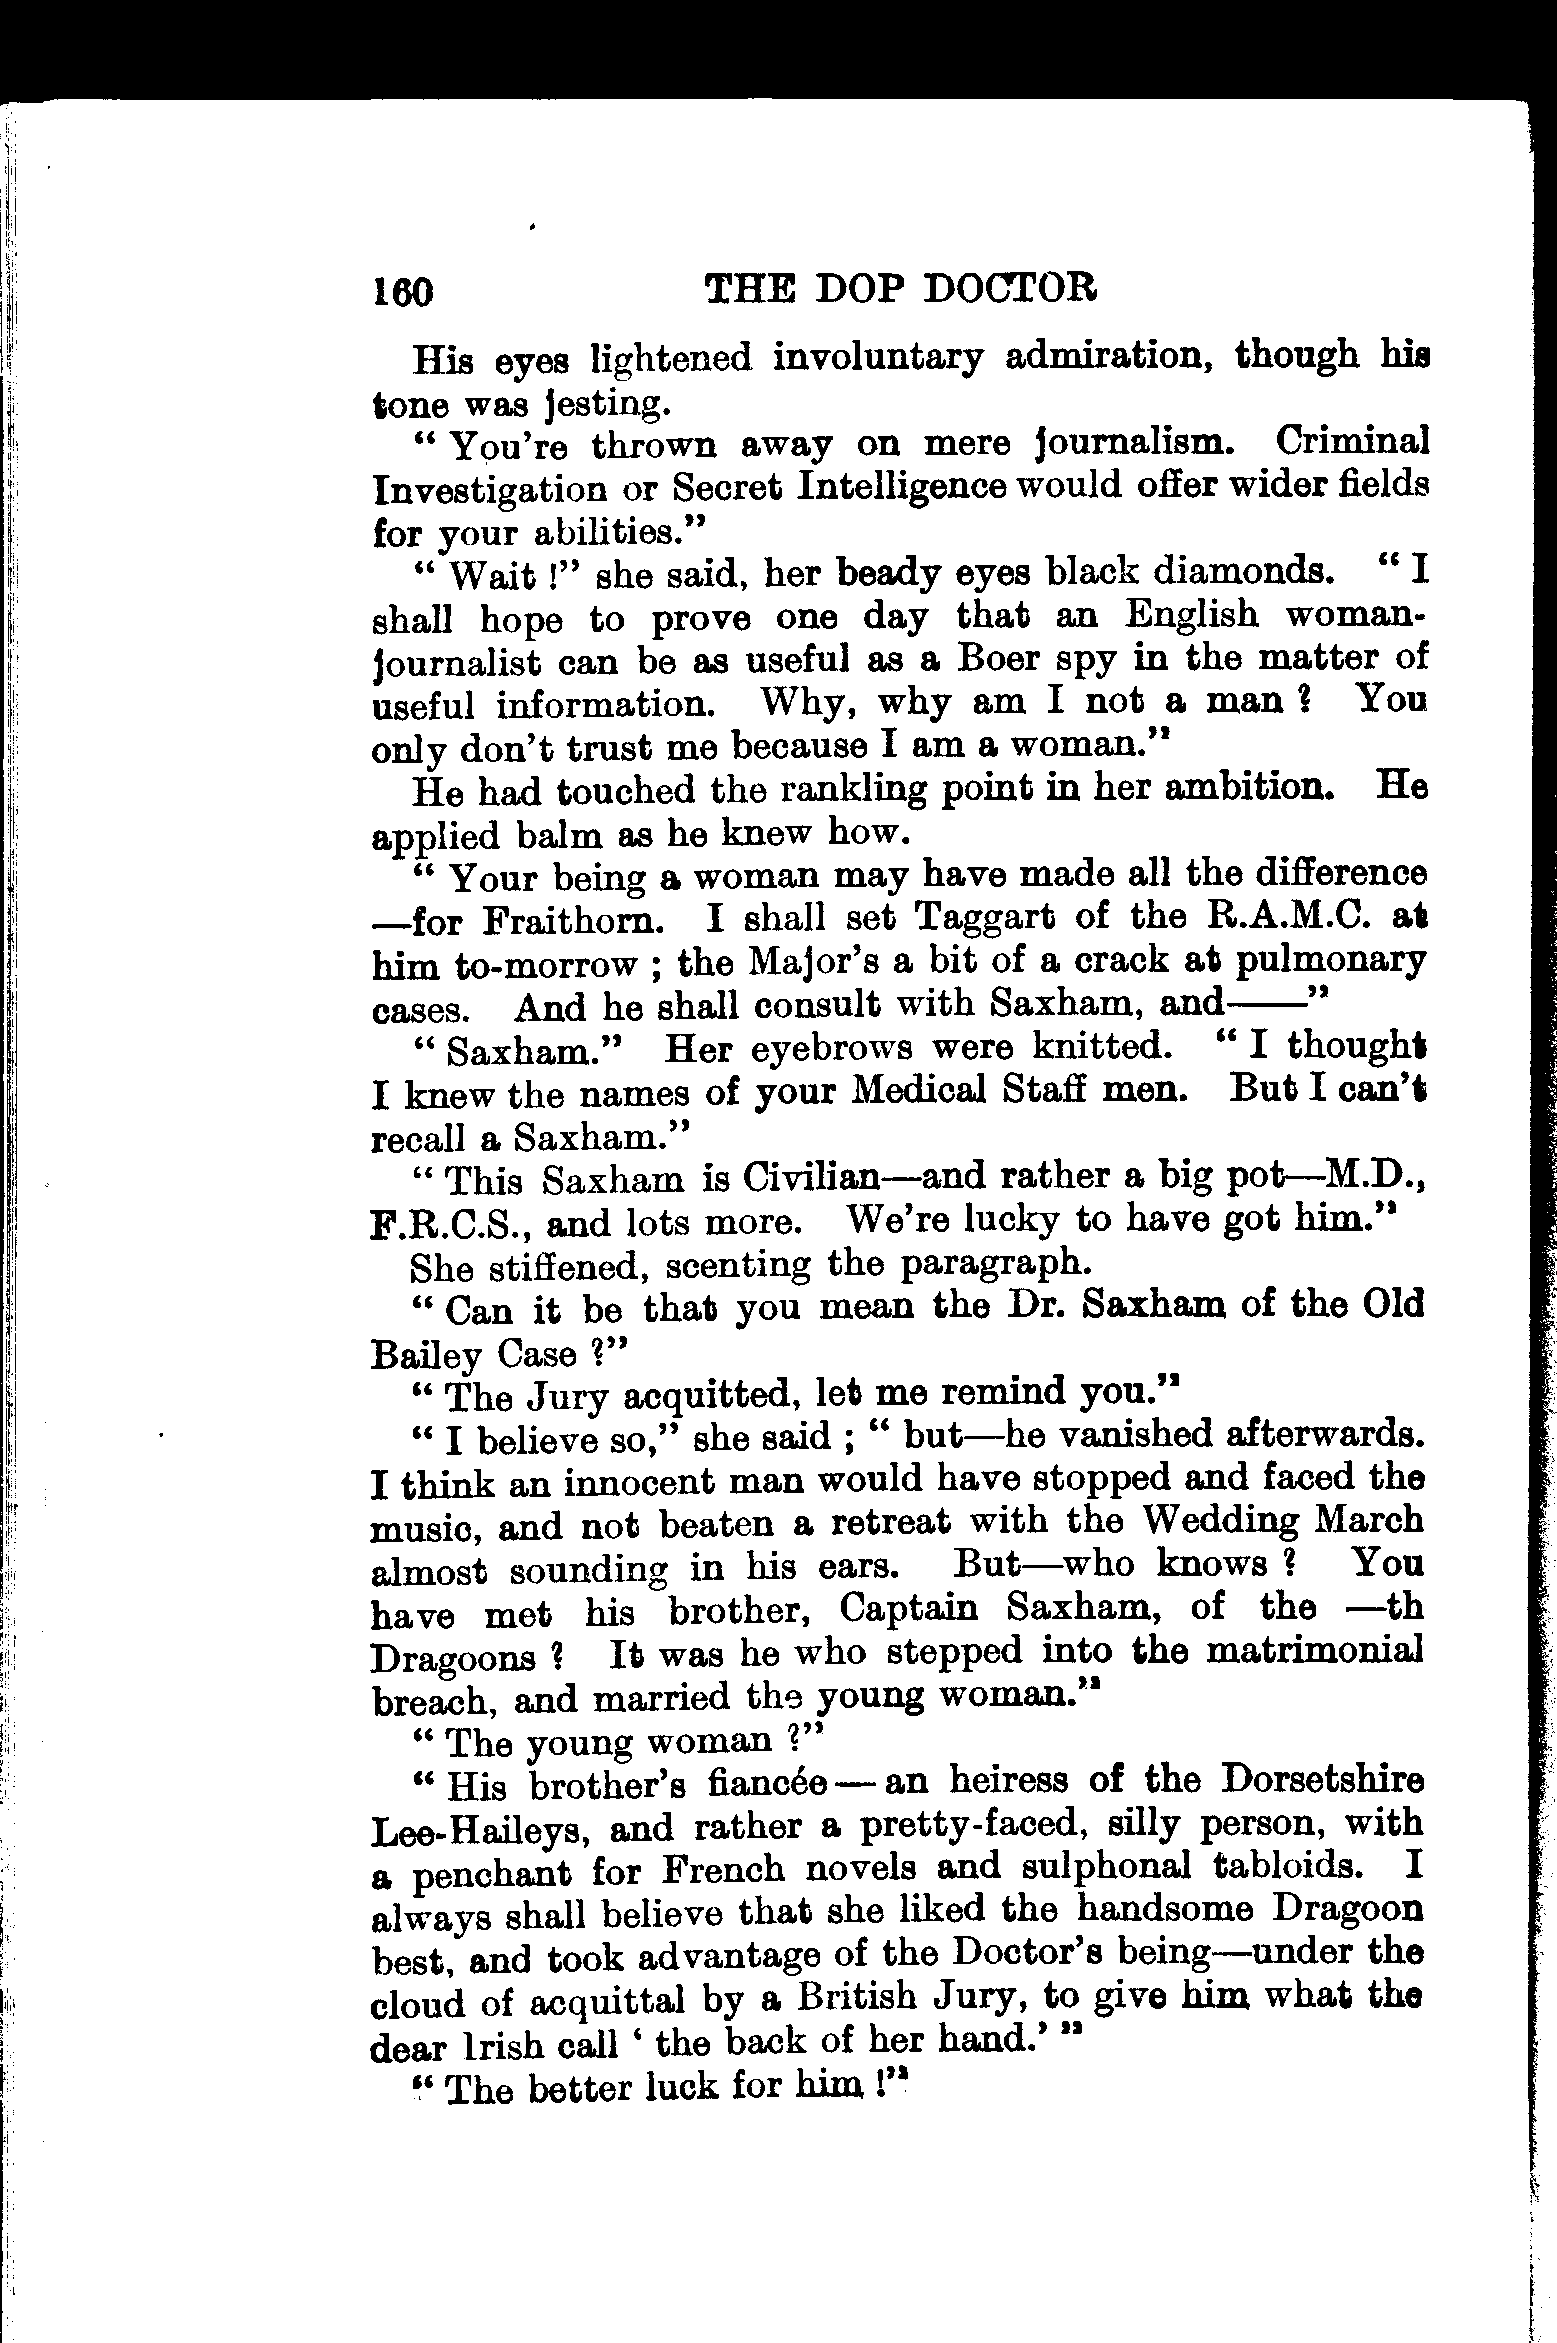 160 THE DOP DOCTOR
His eyes lightened involuntary admiration, though his
tone was jesting.
“ You’re thrown away on mere journalism. Criminal
Investigation or Secret Intelligence would offer wider fields
for your abilities.”
“ Wait !” she said, her beady eyes black diamonds. “ I
shall hope to prove one day that an English woman-
journalist can be as useful as a Boer spy in the matter of
useful information. Why, why am I not a man ? You
only don’t trust me because I am a woman.”
He had touched the rankling point in her ambition. He
applied balm as he knew how.
“ Your being a woman may have made all the difference
—for Fraithorn. I shall set Taggart of the R.A.M.C. at
him to-morrow ; the Major’s a bit of a crack at pulmonary
cases. And he shall consult with Saxham, and——”
“ Saxham.” Her eyebrows were knitted. “ I thought
I knew the names of your Medical Staff men. But I can’t
recall a Saxham.”
“ This Saxham is Civilian—and rather a big pot—M.D.,
F.R.C.S., and lots more. We’re lucky to have got him.”
She stiffened, scenting the paragraph.
“ Can it be that you mean the Dr. Saxham of the Old
Bailey Case ?”
“ The Jury acquitted, let me remind you.”
“ I believe so,” she said ; “ but—he vanished afterwards.
I think an innocent man would have stopped and faced the
music, and not beaten a retreat with the Wedding March
almost sounding in his ears. But—who knows ? You
have met his brother, Captain Saxham, of the —th
Dragoons ? It was he who stepped into the matrimonial
breach, and married the young woman.”
“ The young woman ?”
“ His brother’s fiancée — an heiress of the Dorsetshire
Lee-Haileys, and rather a pretty-faced, silly person, with
a penchant for French novels and sulphonal tabloids. I
always shall believe that she liked the handsome Dragoon
best, and took advantage of the Doctor’s being—under the
cloud of acquittal by a British Jury, to give him what the
dear Irish call ‘ the back of her hand.’ ”
“ The better luck for him !”